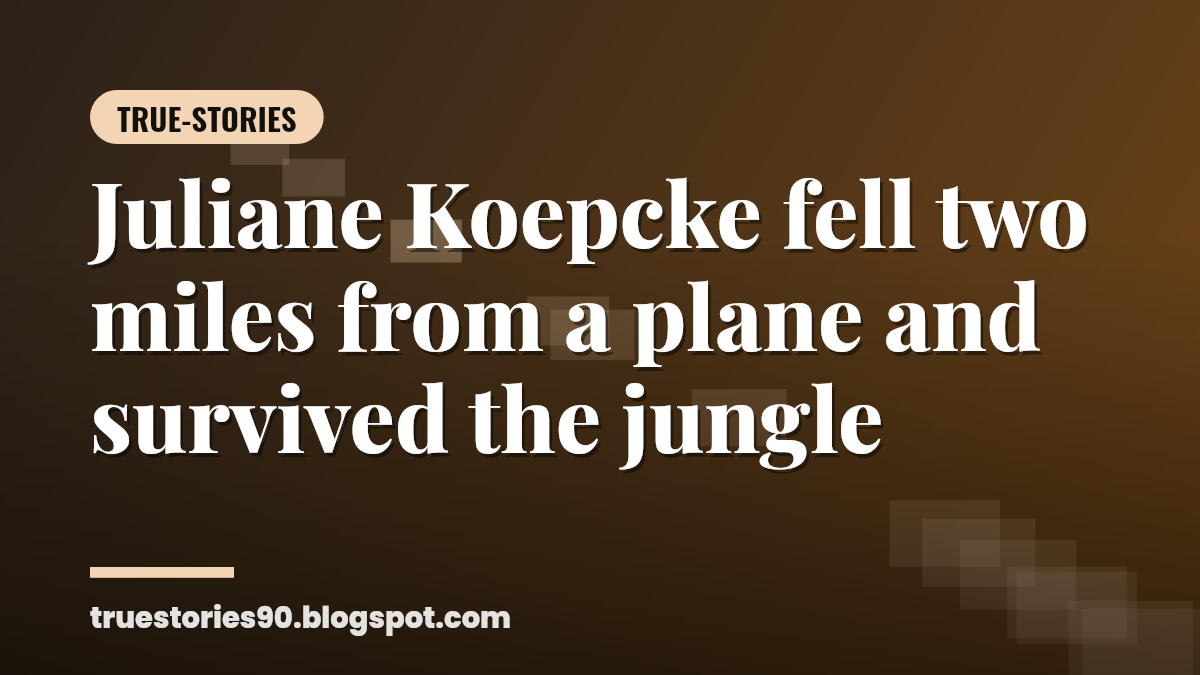 TRUE-STORIES
Juliane Koepcke fell two
miles from a plane and
survived the jungle
truestories90.blogspot.com